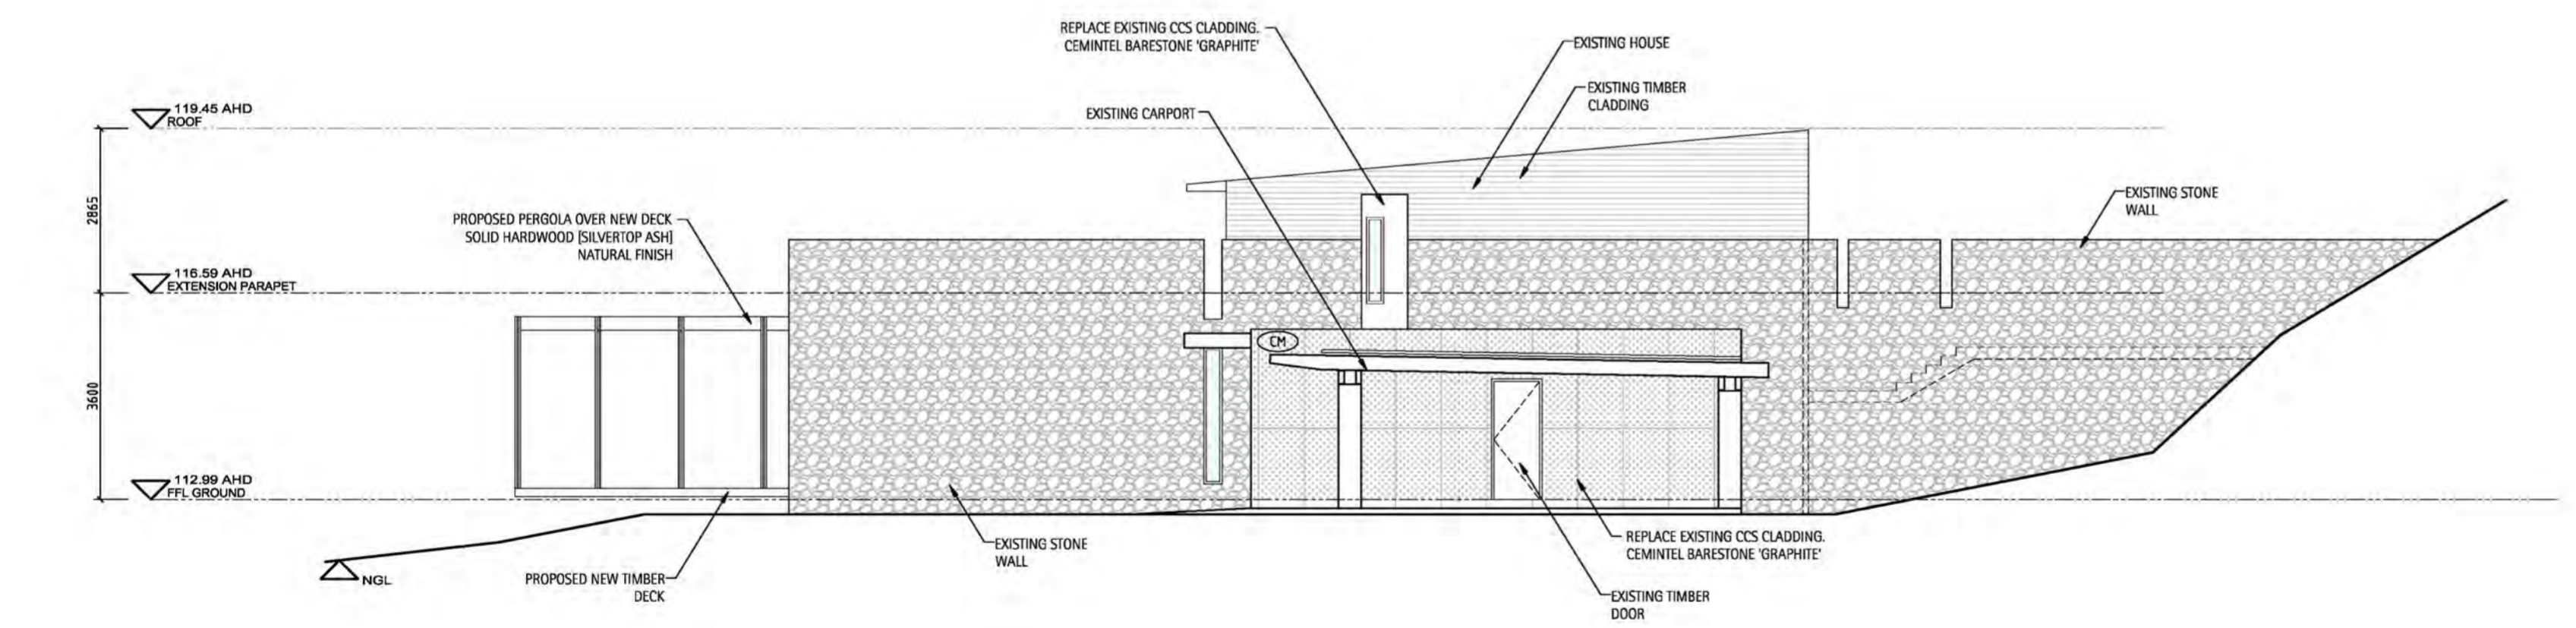 REPLACE EXISTING CCS CLADDING.
CEMINTEL BARESTONE 'GRAPHITE'
EXISTING HOUSE
EXISTING TIMBER
CLADDING
EXISTING CARPORT
119.45 AHD
ROOF
2865
EXISTING STONE
WALL
PROPOSED PERGOLA OVER NEW DECK
SOLID HARDWOOD [SILVERTOP ASH]
NATURAL FINISH
116.59 AHD
EXTENSION PARAPET
CM
3600
112.99 AHD
FFL GROUND
EXISTING STONE
WALL
REPLACE EXISTING CCS CLADDING.
CEMINTEL BARESTONE 'GRAPHITE'
NGL
PROPOSED NEW TIMBER
DECK
EXISTING TIMBER
DOOR